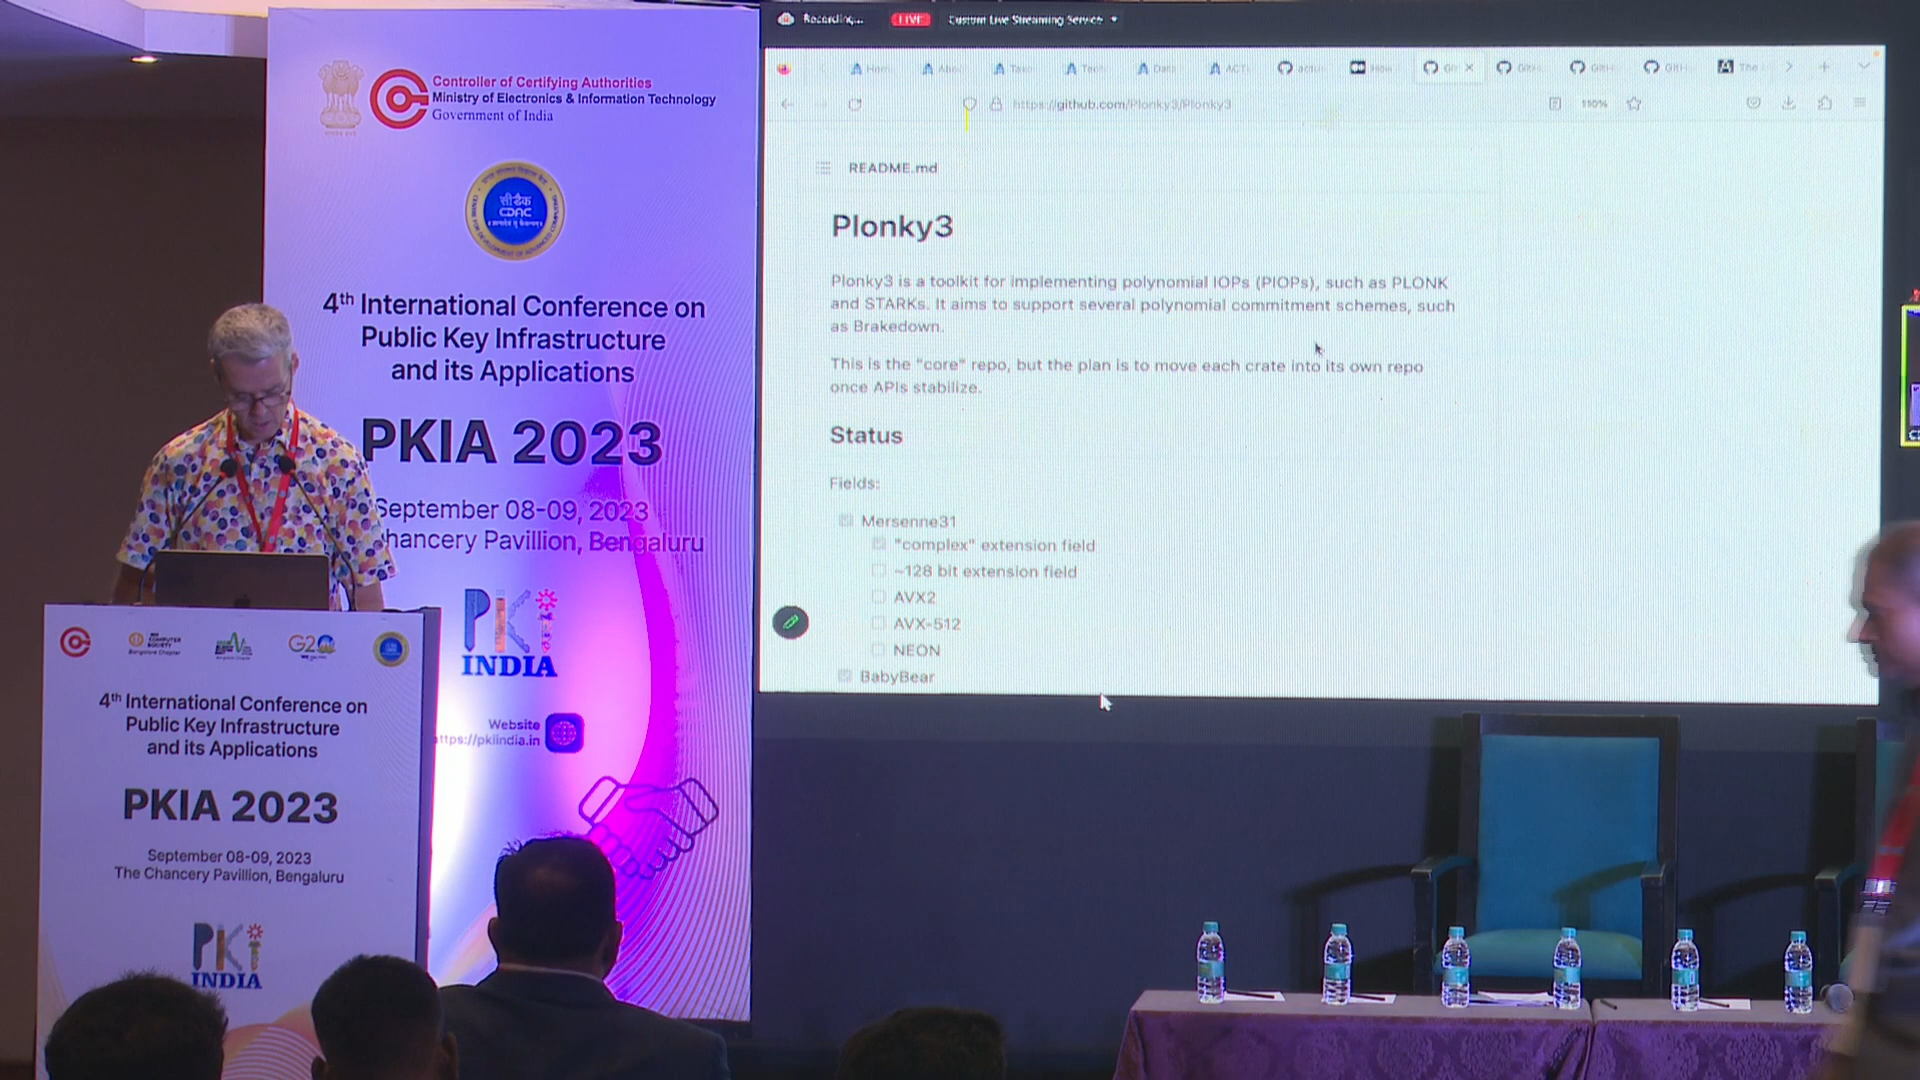 Controller of Certifying Authorities
Ministry of Electronics & Information Technology
Government of India
सीडैक
CDAC
4th International Conference on
Public Key Infrastructure
and its Applications
PKIA 2023
September 08-09, 2023
hancery Pavillion, Bengaluru
PKI
INDIA
Website
ttps://pkiindia.in
G20
4th International Conference on
Public Key Infrastructure
and its Applications
PKIA 2023
September 08-09, 2023
The Chancery Pavillion, Bengaluru
PKI
INDIA
Recording...
LIVE
Custom Live Streaming Service
https://github.com/Plonky3/Plonky3
110%
README.md
Plonky3
Plonky3 is a toolkit for implementing polynomial IOPs (PIOPs), such as PLONK
and STARKs. It aims to support several polynomial commitment schemes, such
as Brakedown.
This is the "core" repo, but the plan is to move each crate into its own repo
once APIs stabilize.
Status
Fields:
Mersenne31
"complex" extension field
~128 bit extension field
AVX2
AVX-512
NEON
BabyBear